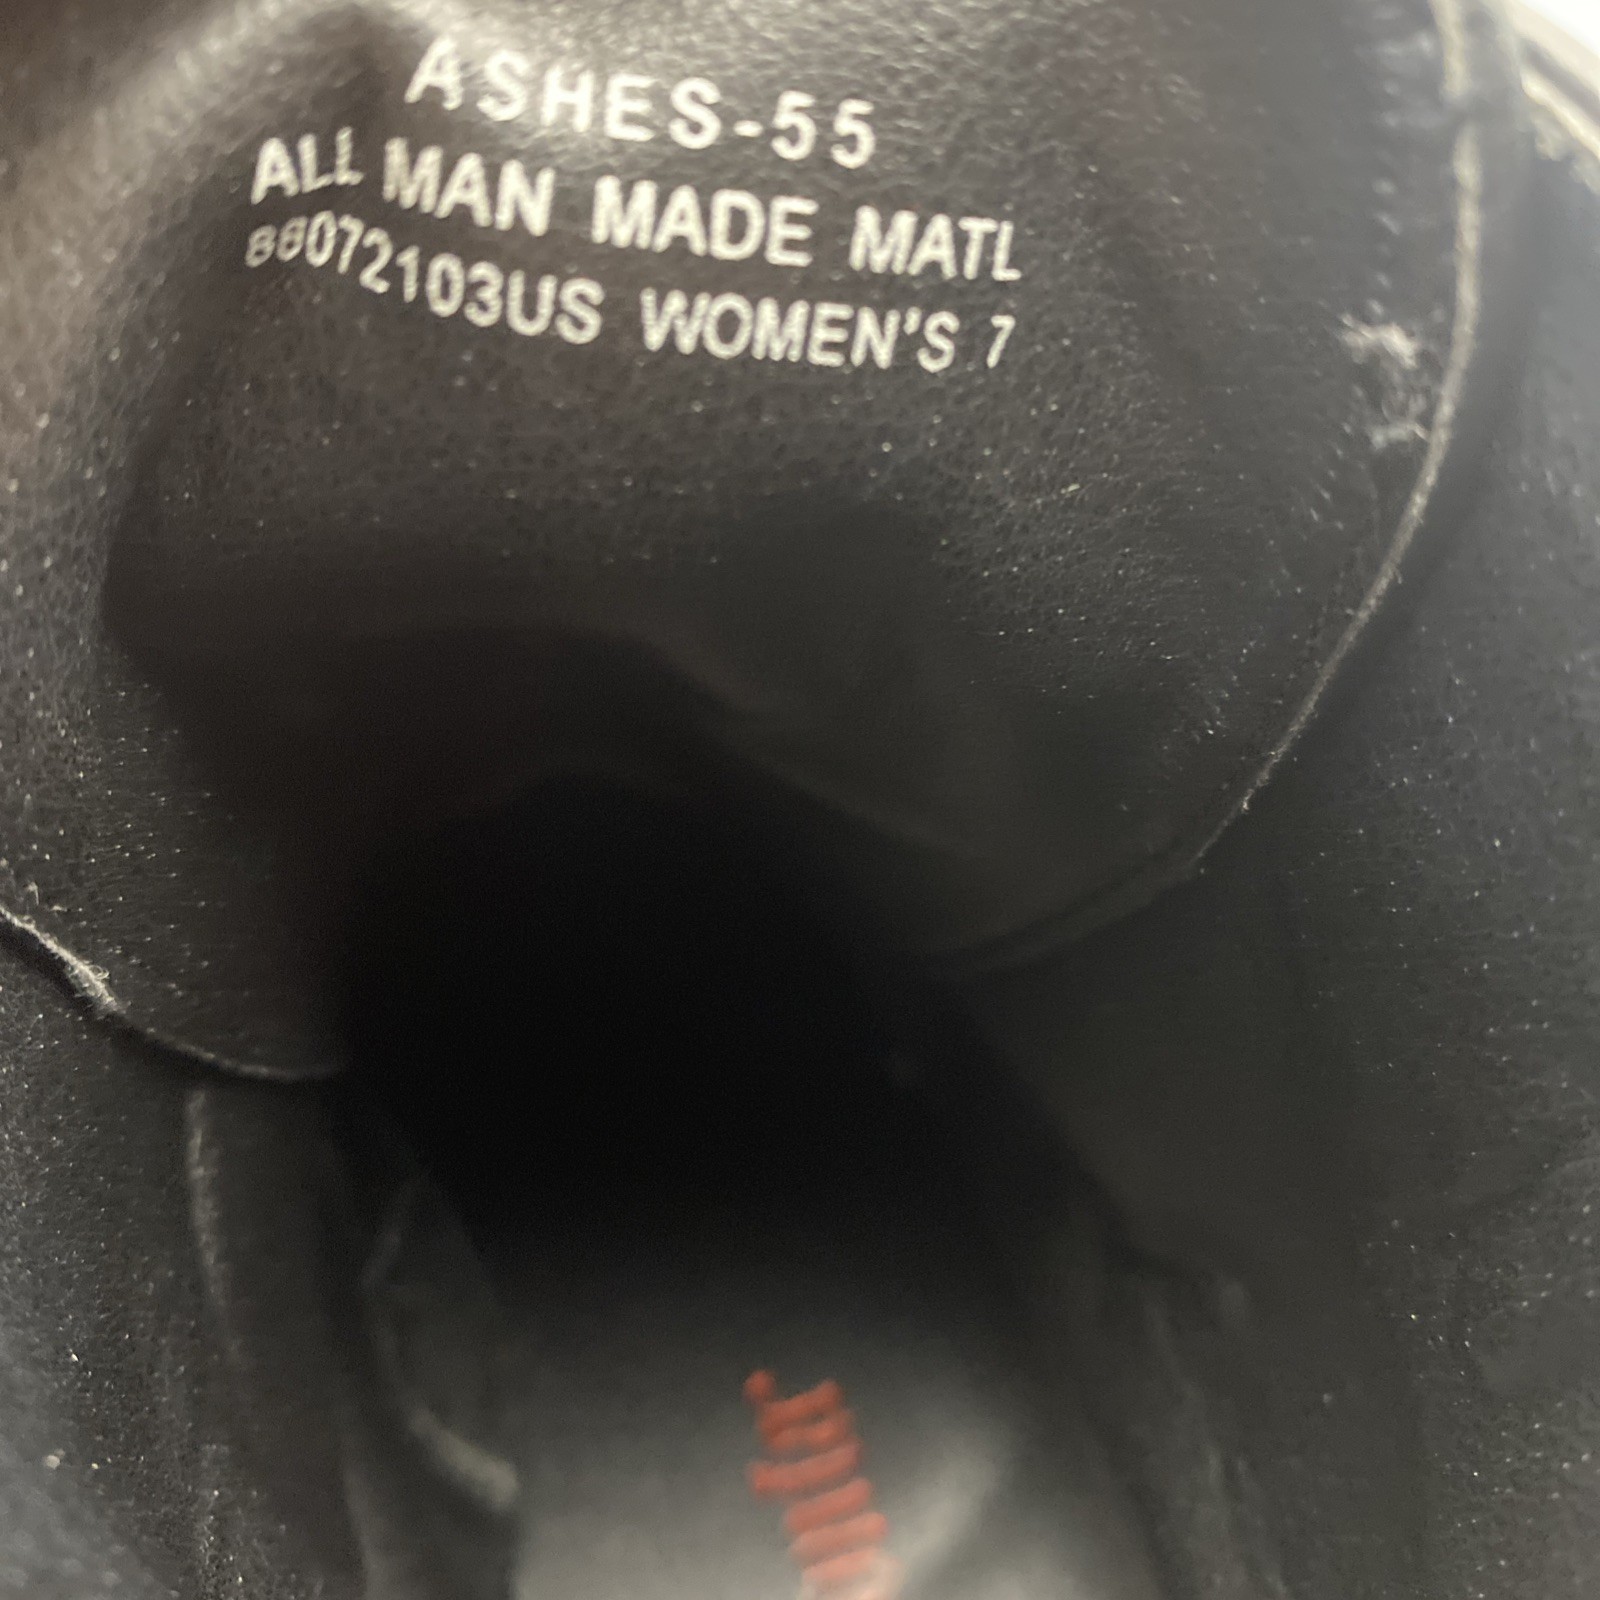 ASHES-55
ALL MAN MADE MATL
88072103US WOMEN'S 7